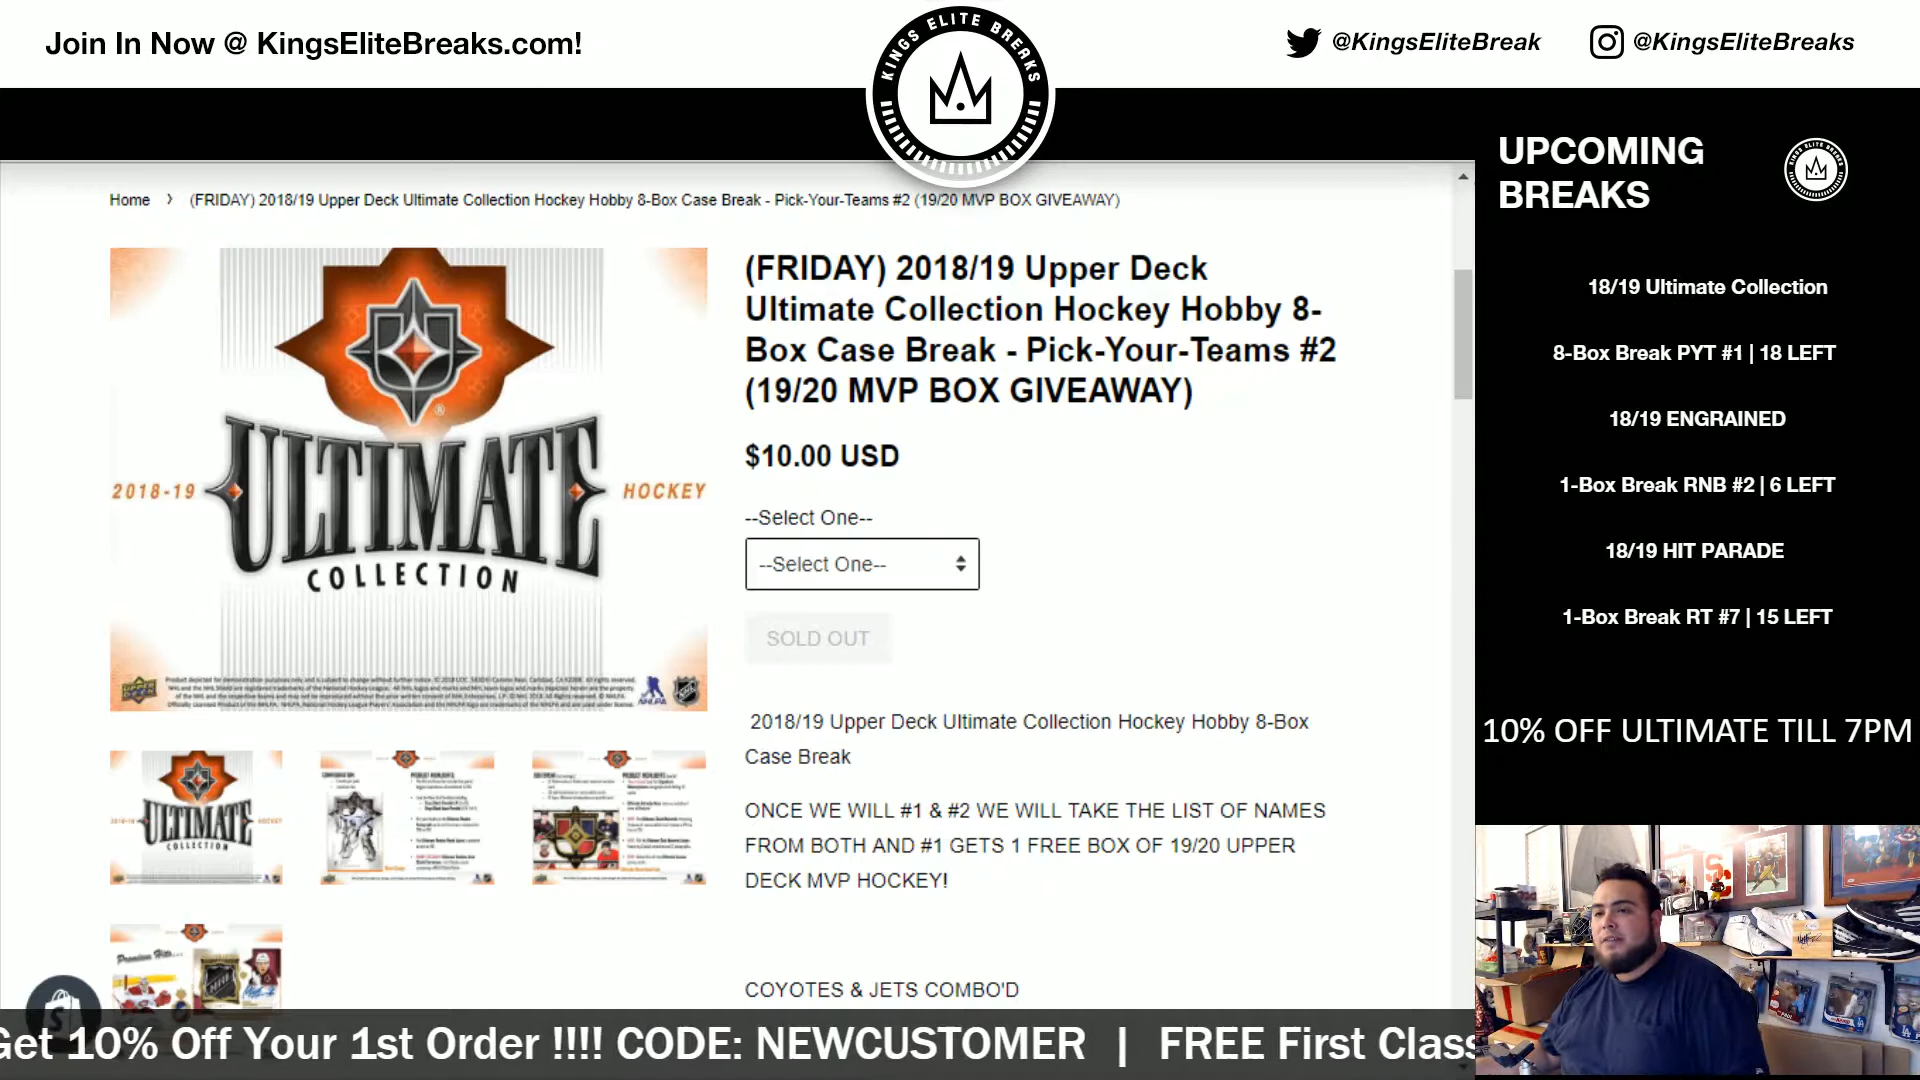 Join In Now @ KingsEliteBreaks.com!
KINGS ELITE BREAKS
@KingsEliteBreak
@KingsEliteBreaks
Home › (FRIDAY) 2018/19 Upper Deck Ultimate Collection Hockey Hobby 8-Box Case Break - Pick-Your-Teams #2 (19/20 MVP BOX GIVEAWAY)
2018-19
ULTIMATE
HOCKEY
COLLECTION
UPPER DECK
NHLPA
NHL
(FRIDAY) 2018/19 Upper Deck
Ultimate Collection Hockey Hobby 8-
Box Case Break - Pick-Your-Teams #2
(19/20 MVP BOX GIVEAWAY)
$10.00 USD
--Select One--
--Select One--
SOLD OUT
2018/19 Upper Deck Ultimate Collection Hockey Hobby 8-Box
Case Break
ONCE WE WILL #1 & #2 WE WILL TAKE THE LIST OF NAMES
FROM BOTH AND #1 GETS 1 FREE BOX OF 19/20 UPPER
DECK MVP HOCKEY!
COYOTES & JETS COMBO'D
ULTIMATE
COLLECTION
Premium Hits
UPCOMING
BREAKS
18/19 Ultimate Collection
8-Box Break PYT #1 | 18 LEFT
18/19 ENGRAINED
1-Box Break RNB #2 | 6 LEFT
18/19 HIT PARADE
1-Box Break RT #7 | 15 LEFT
10% OFF ULTIMATE TILL 7PM
Get 10% Off Your 1st Order !!!! CODE: NEWCUSTOMER | FREE First Class